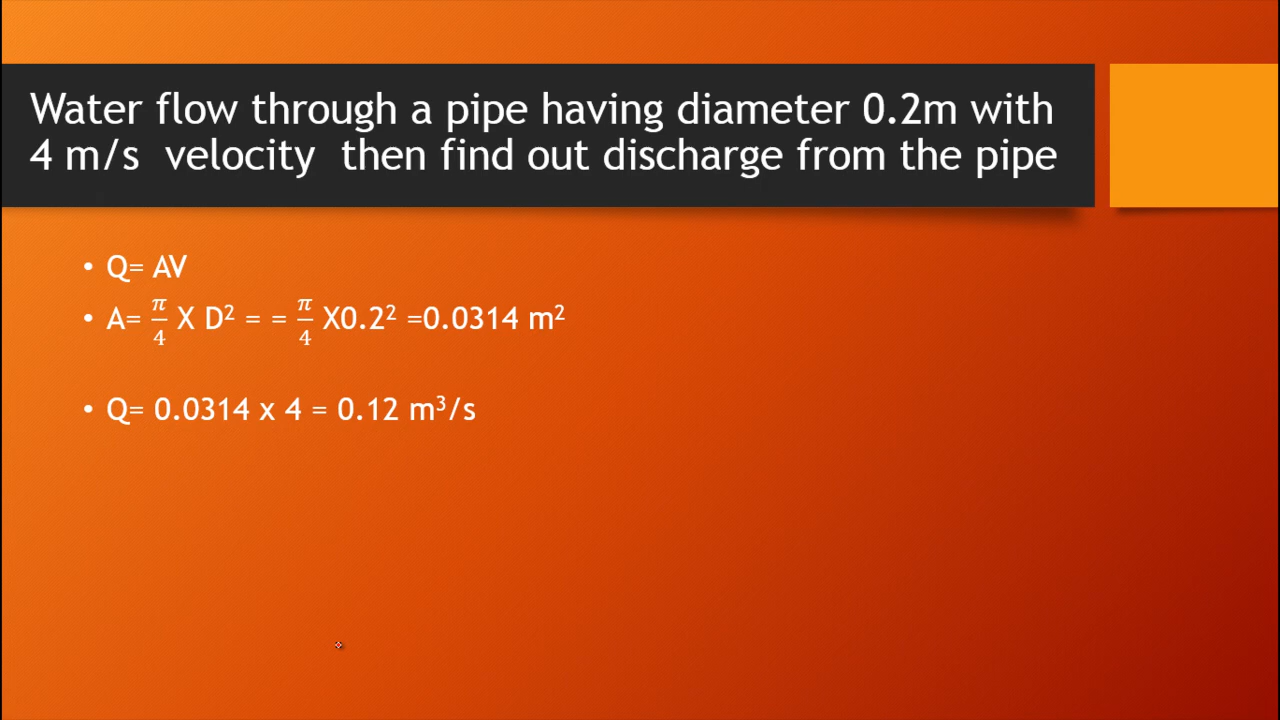 Water flow through a pipe having diameter 0.2m with
4 m/s velocity then find out discharge from the pipe
• Q= AV
• A= π/4 X D² = = π/4 X0.2² =0.0314 m²
• Q= 0.0314 x 4 = 0.12 m³/s